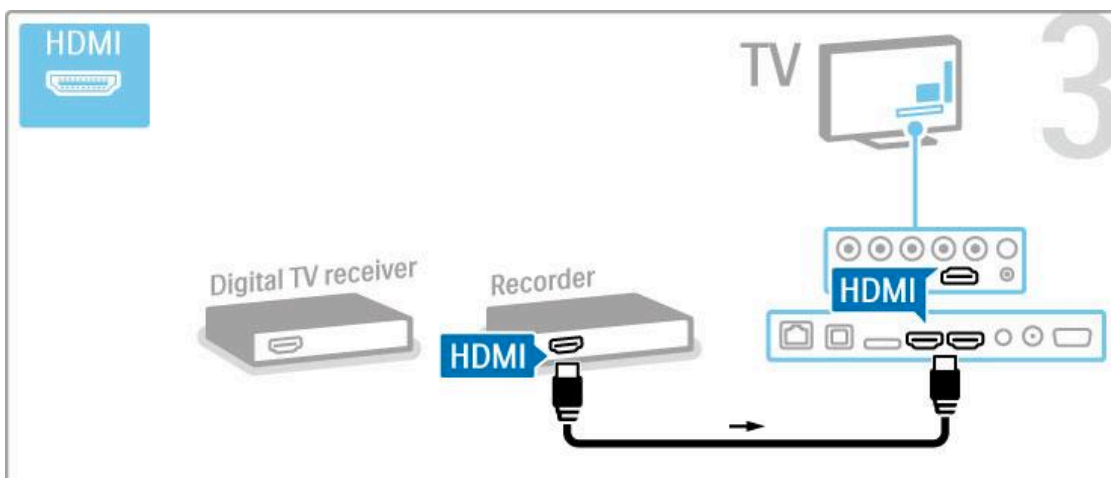 HDMI
TV
3
Digital TV receiver
Recorder
HDMI
HDMI